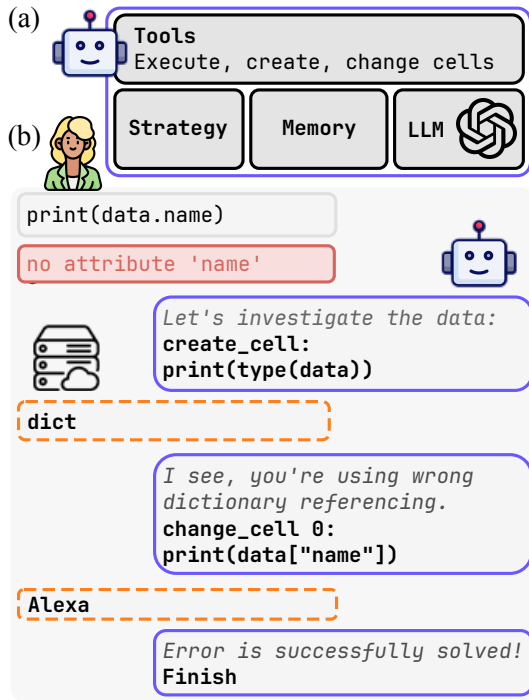 (a)
Tools
Execute, create, change cells
Strategy
Memory
LLM
(b)
print(data.name)
no attribute 'name'
Let's investigate the data:
create_cell:
print(type(data))
dict
I see, you're using wrong
dictionary referencing.
change_cell 0:
print(data["name"])
Alexa
Error is successfully solved!
Finish